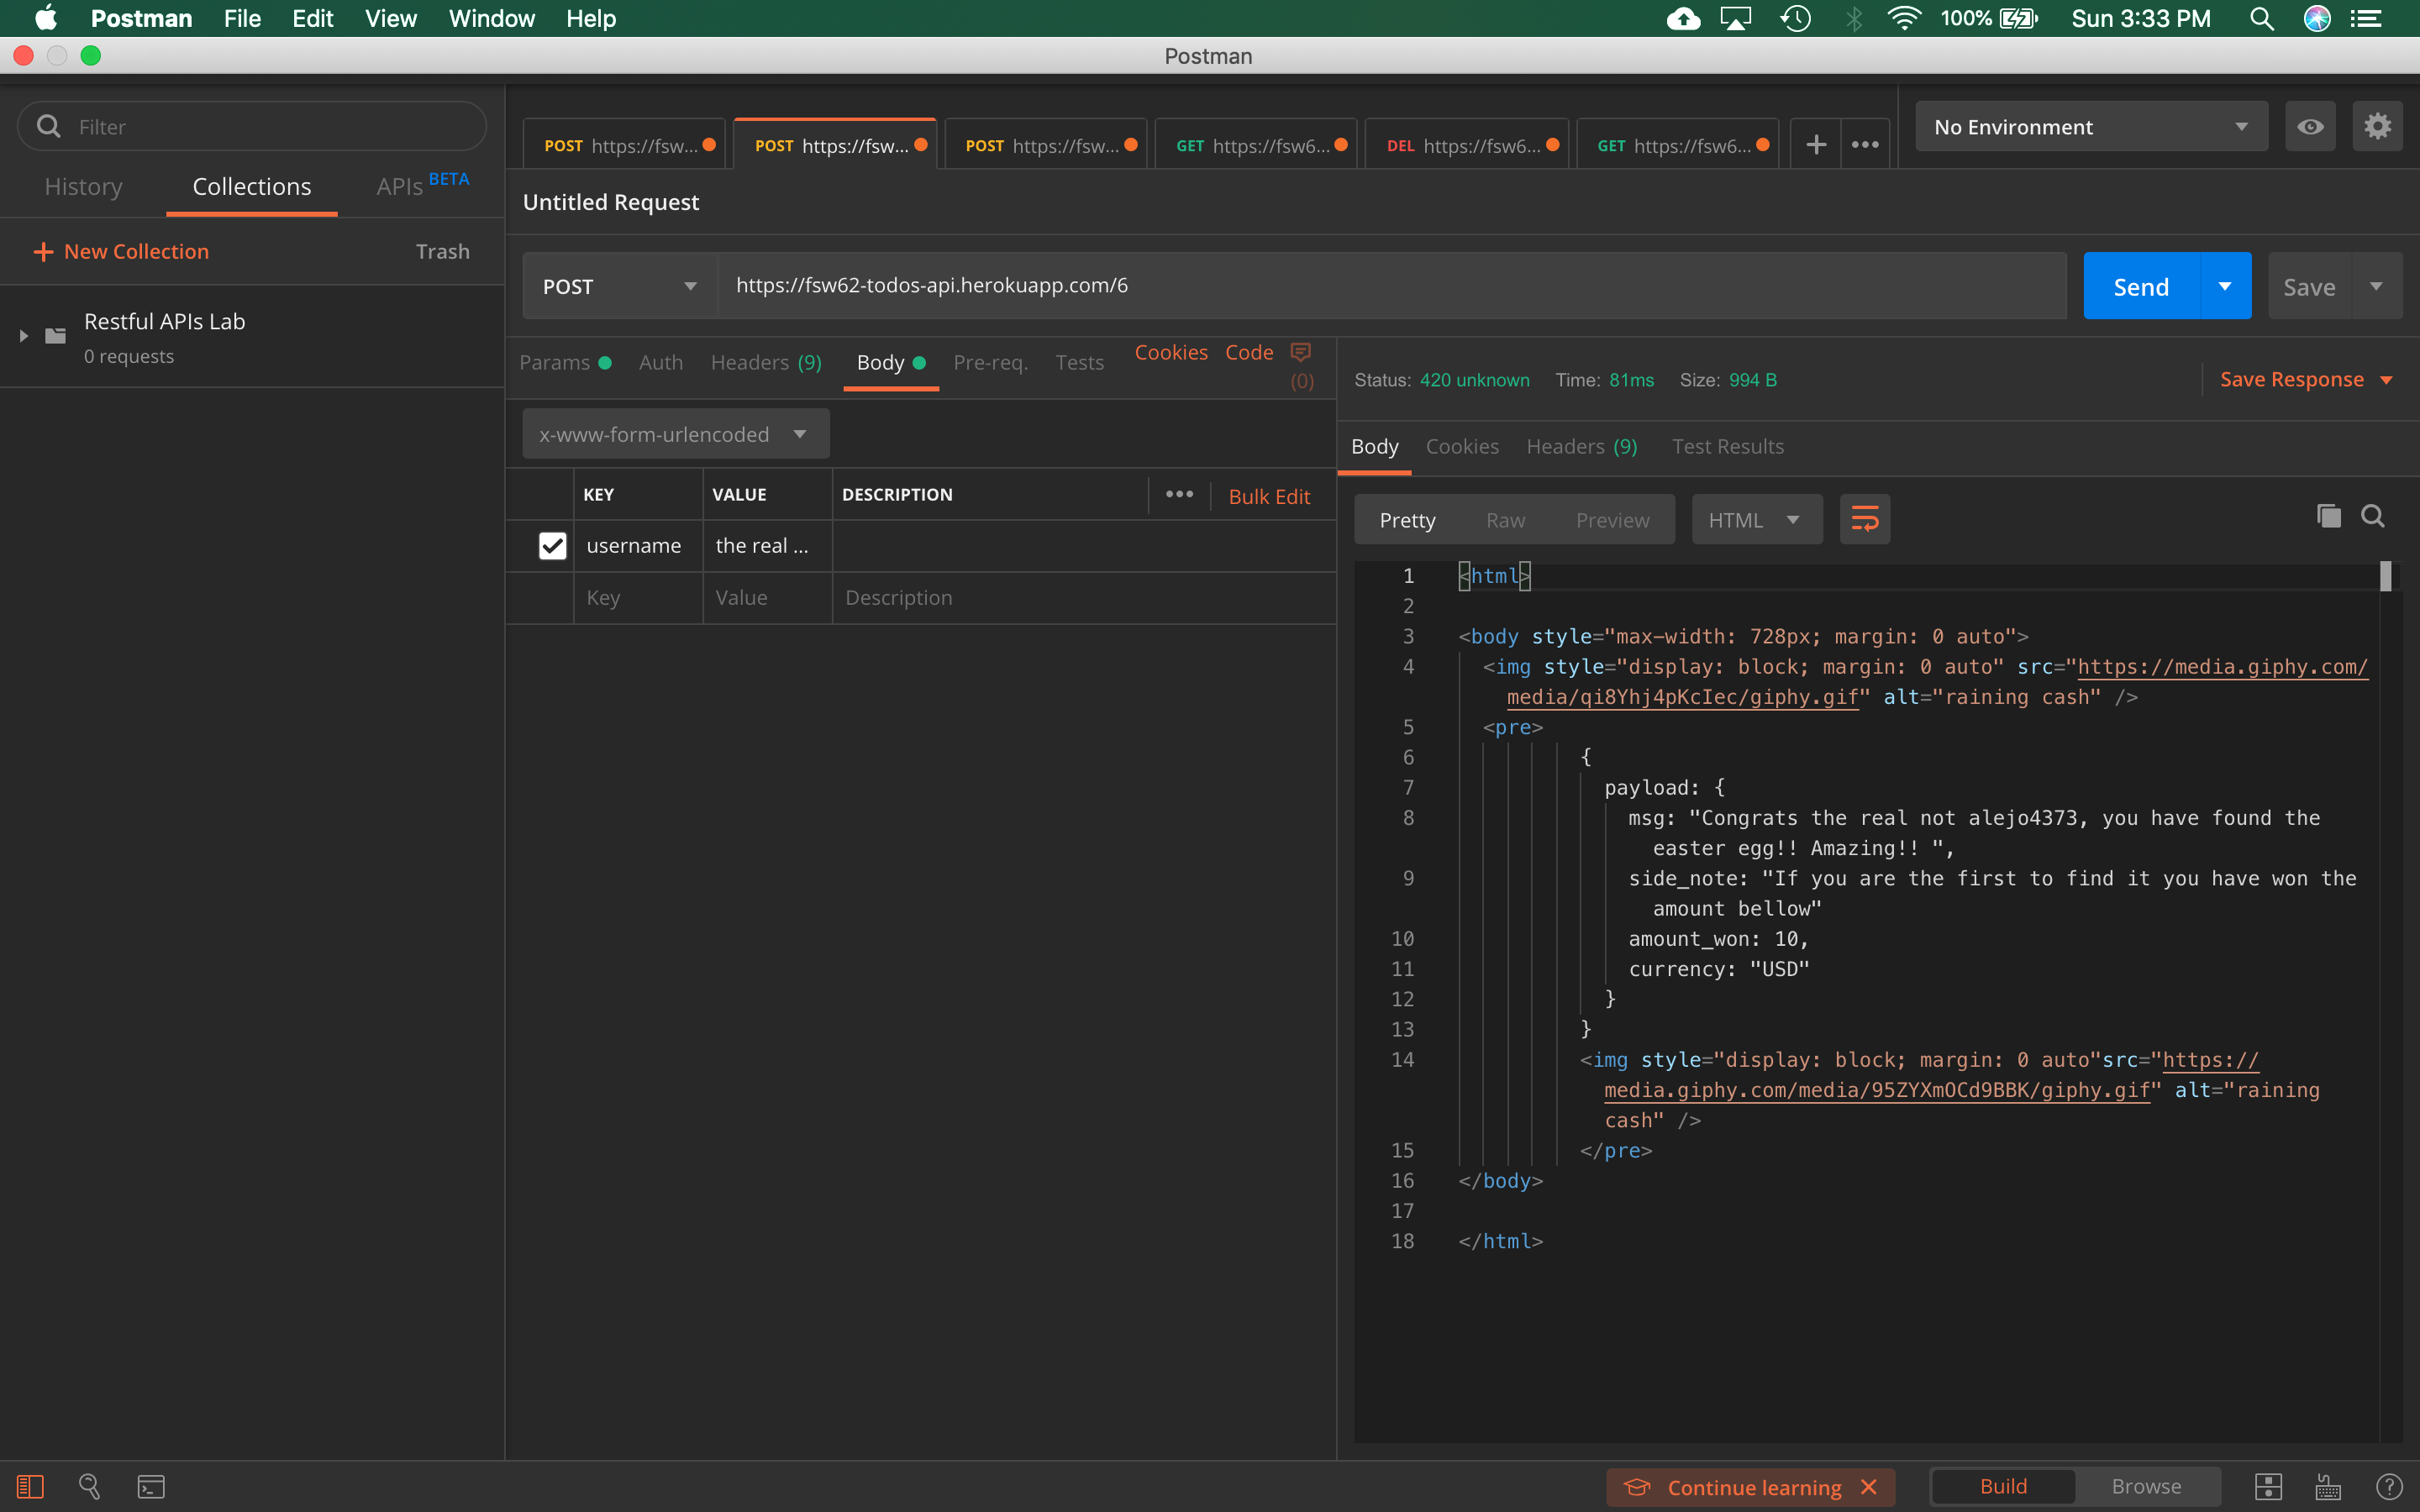 Postman File Edit View Window Help 100% Sun 3:33 PM
Postman
Filter
History Collections APIs BETA
New Collection Trash
Restful APIs Lab
0 requests
POST https://fsw... POST https://fsw... POST https://fsw... GET https://fsw6... DEL https://fsw6... GET https://fsw6... + •••
No Environment
Untitled Request
POST https://fsw62-todos-api.herokuapp.com/6 Send Save
Params Auth Headers (9) Body Pre-req. Tests Cookies Code (0)
x-www-form-urlencoded
KEY VALUE DESCRIPTION ••• Bulk Edit
username the real ...
Key Value Description
Status: 420 unknown Time: 81ms Size: 994 B Save Response
Body Cookies Headers (9) Test Results
Pretty Raw Preview HTML
1 <html>
2
3 <body style="max-width: 728px; margin: 0 auto">
4 <img style="display: block; margin: 0 auto" src="https://media.giphy.com/
media/qi8Yhj4pKcIec/giphy.gif" alt="raining cash" />
5 <pre>
6 {
7 payload: {
8 msg: "Congrats the real not alejo4373, you have found the
easter egg!! Amazing!! ",
9 side_note: "If you are the first to find it you have won the
amount bellow"
10 amount_won: 10,
11 currency: "USD"
12 }
13 }
14 <img style="display: block; margin: 0 auto"src="https://
media.giphy.com/media/95ZYXmOCd9BBK/giphy.gif" alt="raining
cash" />
15 </pre>
16 </body>
17
18 </html>
Continue learning Build Browse